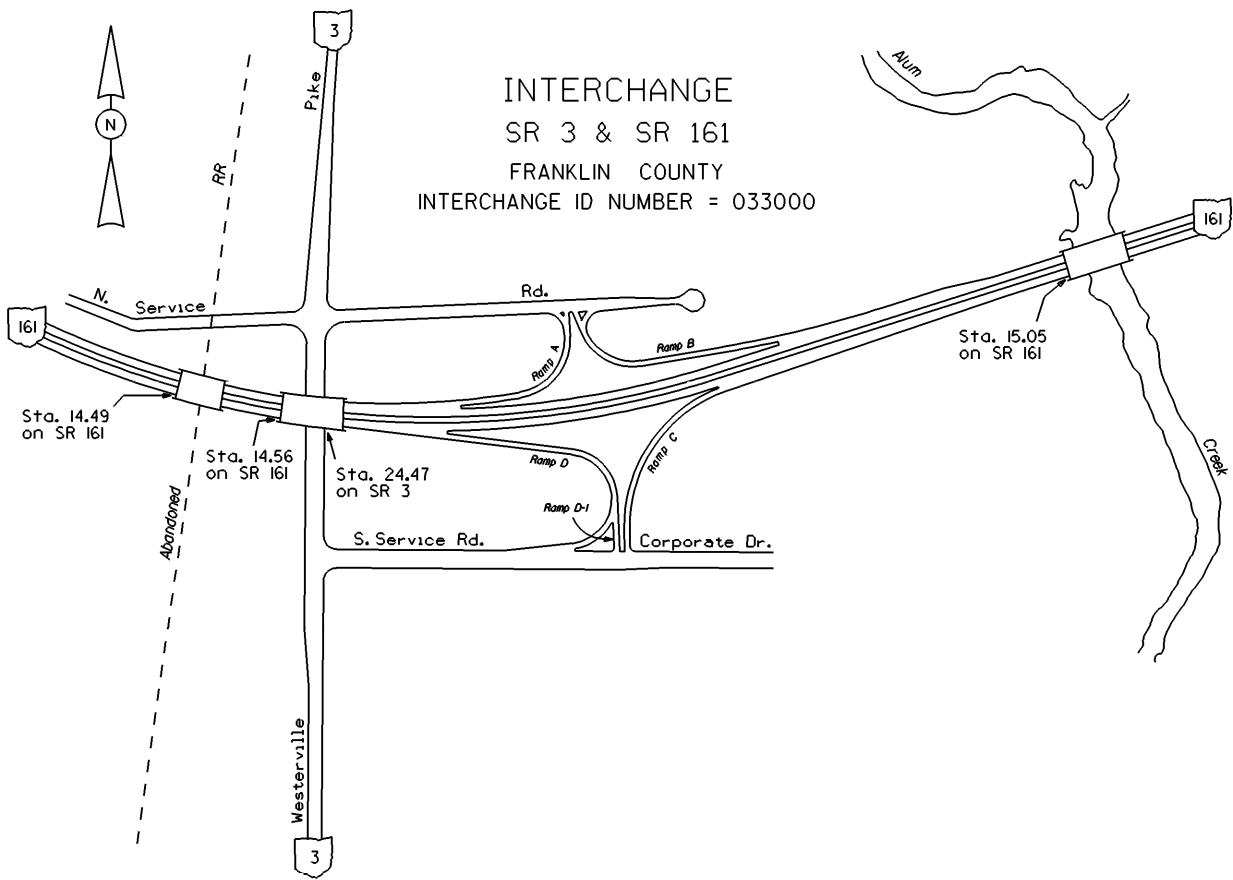 3
Pike
INTERCHANGE
SR 3 & SR 161
FRANKLIN COUNTY
INTERCHANGE ID NUMBER = 033000
Alum
N
RR
161
N. Service Rd.
161
Ramp A
Ramp B
Sta. 15.05
on SR 161
Sta. 14.49
on SR 161
Sta. 14.56
on SR 161
Sta. 24.47
on SR 3
Ramp D
Ramp C
Creek
Abandoned
Ramp D-1
S. Service Rd.
Corporate Dr.
Westerville
3